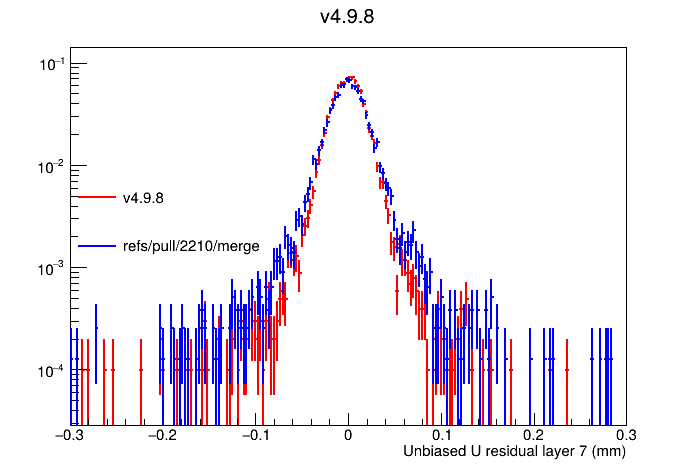 v4.9.8
10⁻¹
10⁻²
v4.9.8
refs/pull/2210/merge
10⁻³
10⁻⁴
−0.3 −0.2 −0.1 0 0.1 0.2 0.3
Unbiased U residual layer 7 (mm)